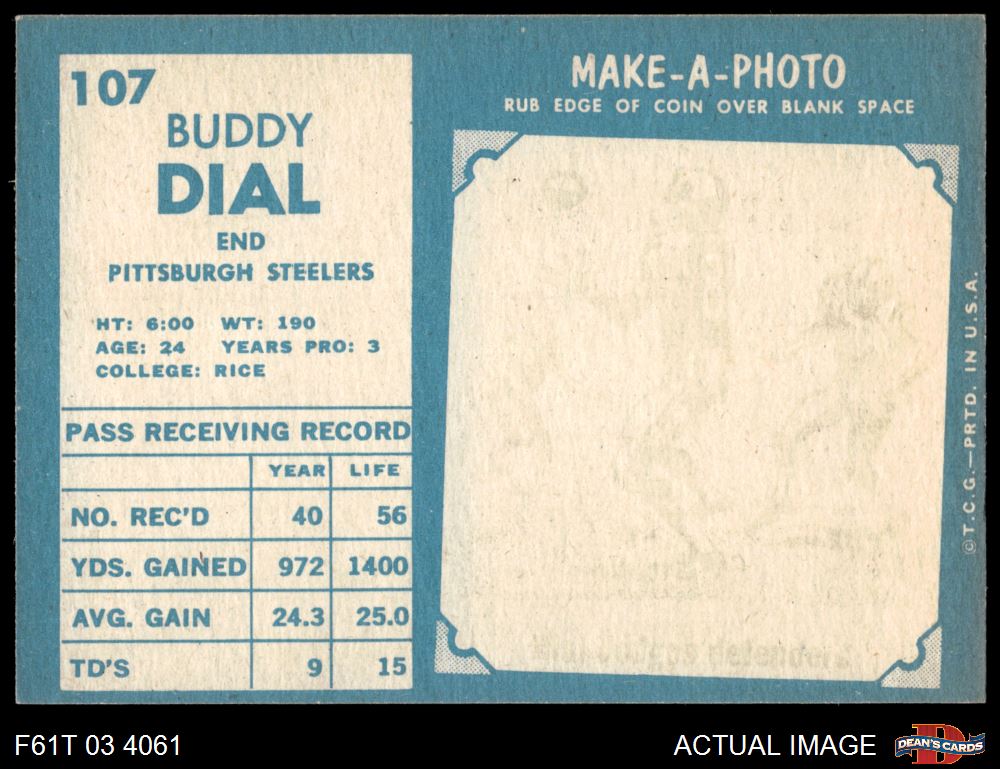 107
BUDDY
DIAL
END
PITTSBURGH STEELERS
HT: 6:00 WT: 190
AGE: 24 YEARS PRO: 3
COLLEGE: RICE
PASS RECEIVING RECORD
YEAR LIFE
NO. REC'D 40 56
YDS. GAINED 972 1400
AVG. GAIN 24.3 25.0
TD'S 9 15
MAKE-A-PHOTO
RUB EDGE OF COIN OVER BLANK SPACE
©T.C.G.—PRTD. IN U.S.A.
F61T 03 4061
ACTUAL IMAGE
D
DEAN'S CARDS